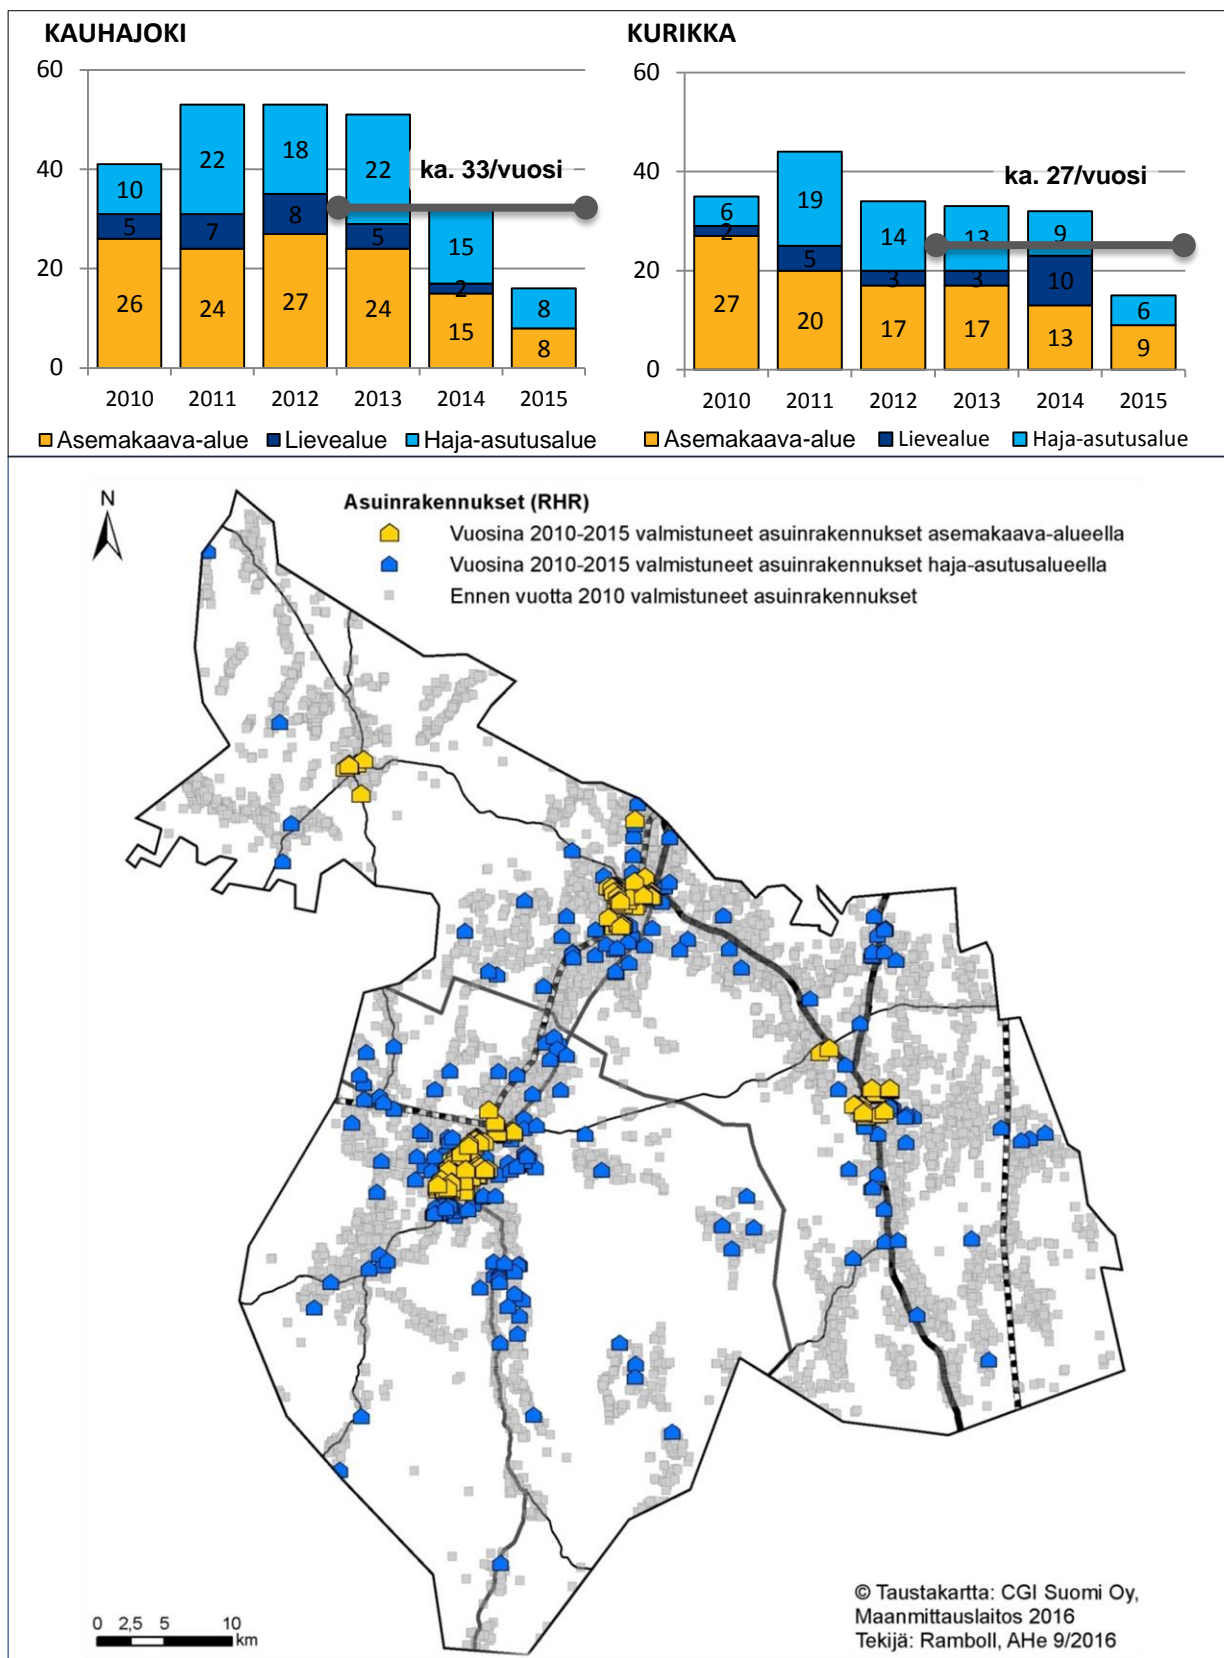 KAUHAJOKI
60
40
20
0
10
5
26
22
7
24
18
8
27
22
5
24
15
2
15
8
8
ka. 33/vuosi
2010 2011 2012 2013 2014 2015
Asemakaava-alue Lievealue Haja-asutusalue
KURIKKA
60
40
20
0
6
2
27
19
5
20
14
3
17
13
3
17
9
10
13
6
9
ka. 27/vuosi
2010 2011 2012 2013 2014 2015
Asemakaava-alue Lievealue Haja-asutusalue
N
Asuinrakennukset (RHR)
Vuosina 2010-2015 valmistuneet asuinrakennukset asemakaava-alueella
Vuosina 2010-2015 valmistuneet asuinrakennukset haja-asutusalueella
Ennen vuotta 2010 valmistuneet asuinrakennukset
0 2,5 5 10
km
© Taustakartta: CGI Suomi Oy,
Maanmittauslaitos 2016
Tekijä: Ramboll, AHe 9/2016